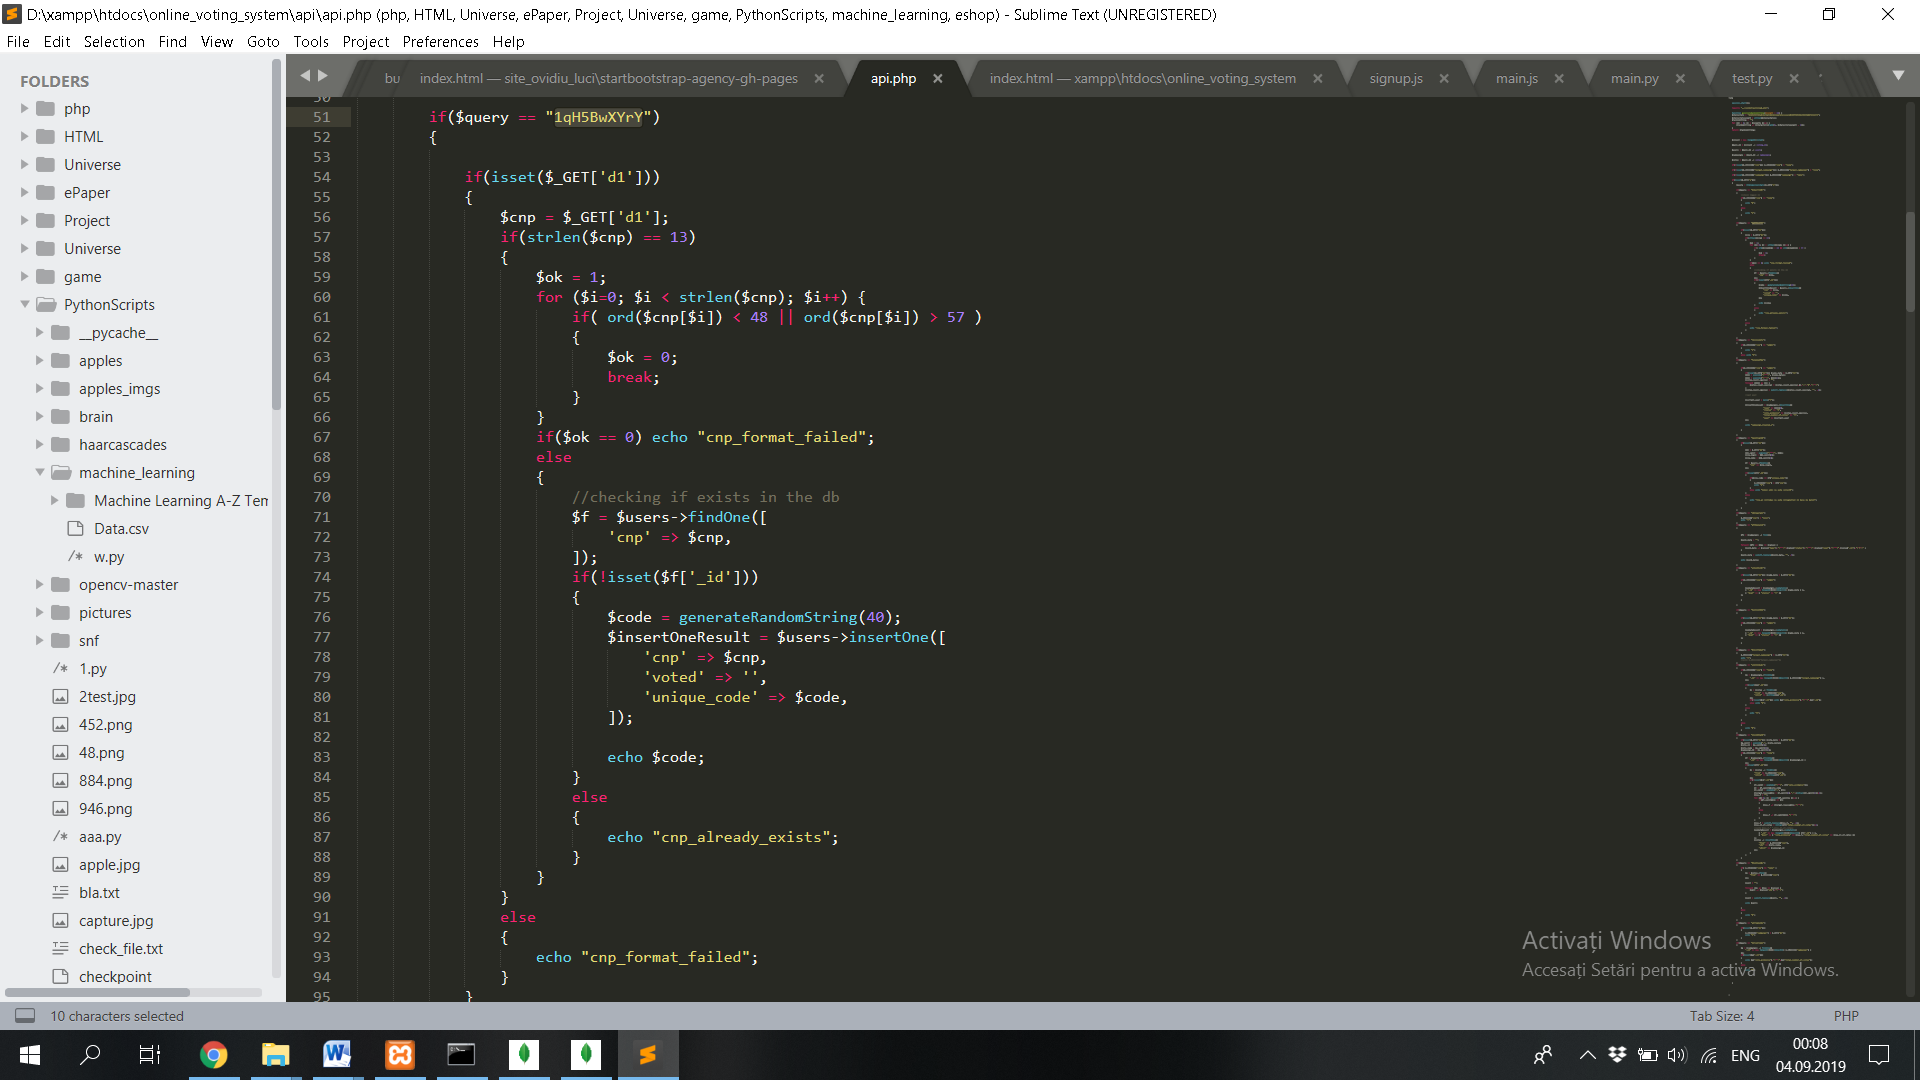 D:\xampp\htdocs\online_voting_system\api\api.php (php, HTML, Universe, ePaper, Project, Universe, game, PythonScripts, machine_learning, eshop) - Sublime Text (UNREGISTERED)
File Edit Selection Find View Goto Tools Project Preferences Help
FOLDERS
php
HTML
Universe
ePaper
Project
Universe
game
PythonScripts
__pycache__
apples
apples_imgs
brain
haarcascades
machine_learning
Machine Learning A-Z Ten
Data.csv
w.py
opencv-master
pictures
snf
1.py
2test.jpg
452.png
48.png
884.png
946.png
aaa.py
apple.jpg
bla.txt
capture.jpg
check_file.txt
checkpoint
bu index.html — site_ovidiu_luci\startbootstrap-agency-gh-pages api.php index.html — xampp\htdocs\online_voting_system signup.js main.js main.py test.py
50
51 if($query == "1qH5BwXYrY")
52 {
53
54 if(isset($_GET['d1']))
55 {
56 $cnp = $_GET['d1'];
57 if(strlen($cnp) == 13)
58 {
59 $ok = 1;
60 for ($i=0; $i < strlen($cnp); $i++) {
61 if( ord($cnp[$i]) < 48 || ord($cnp[$i]) > 57 )
62 {
63 $ok = 0;
64 break;
65 }
66 }
67 if($ok == 0) echo "cnp_format_failed";
68 else
69 {
70 //checking if exists in the db
71 $f = $users->findOne([
72 'cnp' => $cnp,
73 ]);
74 if(!isset($f['_id']))
75 {
76 $code = generateRandomString(40);
77 $insertOneResult = $users->insertOne([
78 'cnp' => $cnp,
79 'voted' => '',
80 'unique_code' => $code,
81 ]);
82
83 echo $code;
84 }
85 else
86 {
87 echo "cnp_already_exists";
88 }
89 }
90 }
91 else
92 {
93 echo "cnp_format_failed";
94 }
95 }
Activați Windows
Accesați Setări pentru a activa Windows.
10 characters selected Tab Size: 4 PHP
ENG 00:08
04.09.2019